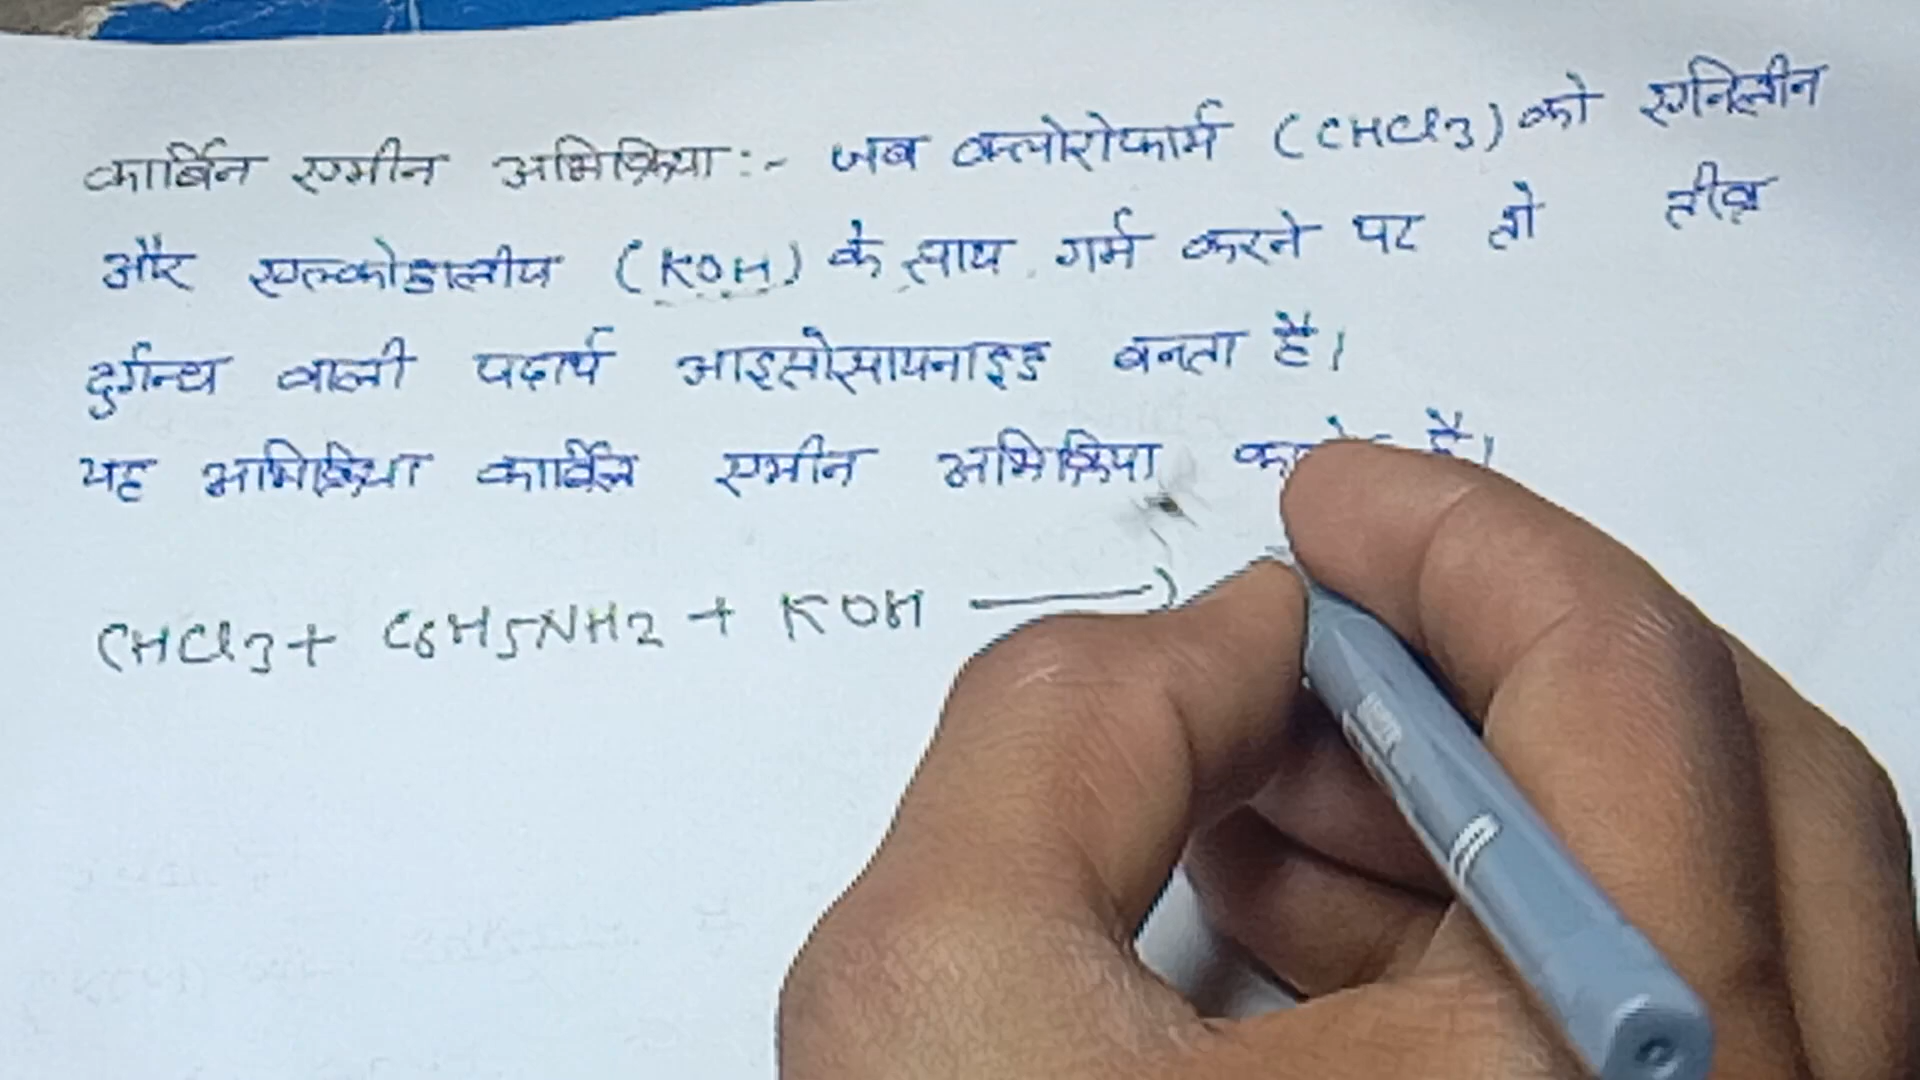 कार्बिन एमीन अभिक्रिया :- जब क्लोरोफार्म (CHCl3) को एनिलीन
और एल्कोहालीय (KOH) के साथ गर्म करने पर तो तीव्र
दुर्गन्ध वाली पदार्थ आइसोसायनाइड बनता है।
यह अभिक्रिया कार्बिन एमीन अभिक्रिया है।
CHCl3 + C6H5NH2 + KOH ⟶